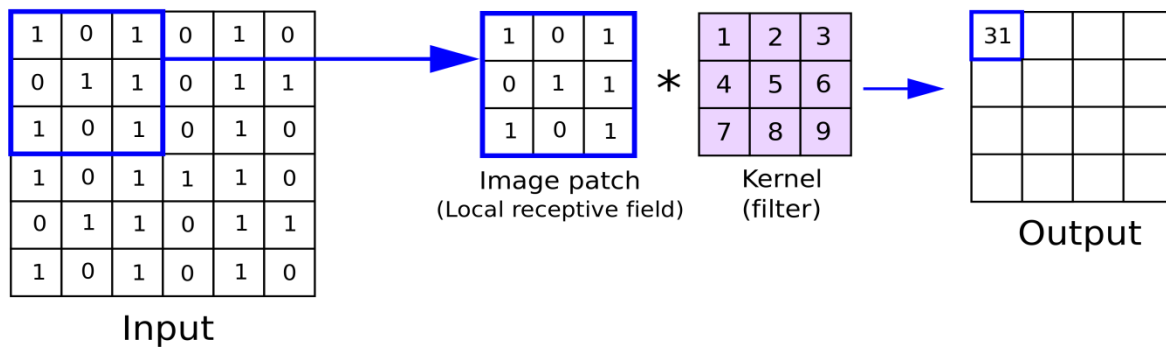 1 0 1 0 1 0
0 1 1 0 1 1
1 0 1 0 1 0
1 0 1 1 1 0
0 1 1 0 1 1
1 0 1 0 1 0
Input
1 0 1
0 1 1
1 0 1
Image patch
(Local receptive field)
*
1 2 3
4 5 6
7 8 9
Kernel
(filter)
31
Output